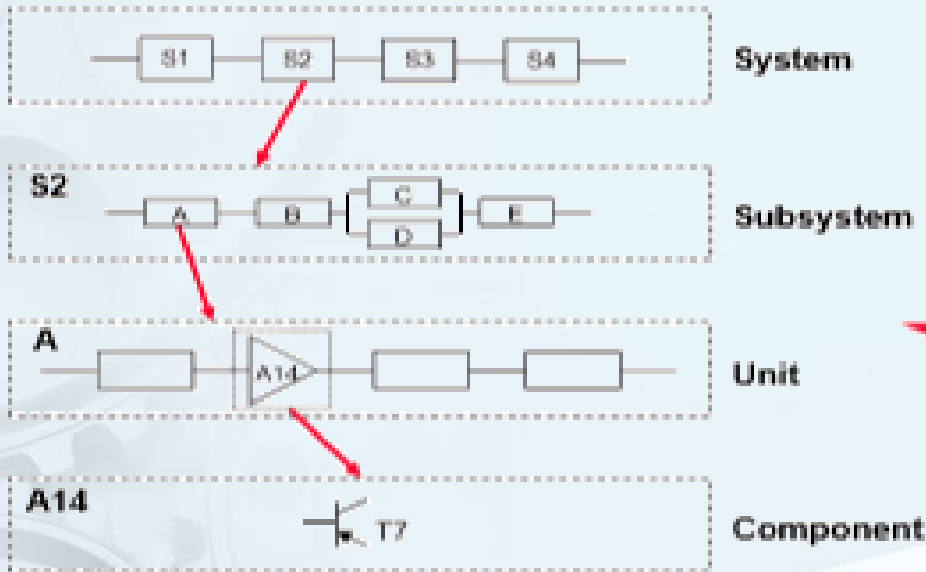 S1 S2 S3 S4 System
S2
A B C D E Subsystem
A
A14 Unit
A14
T7 Component